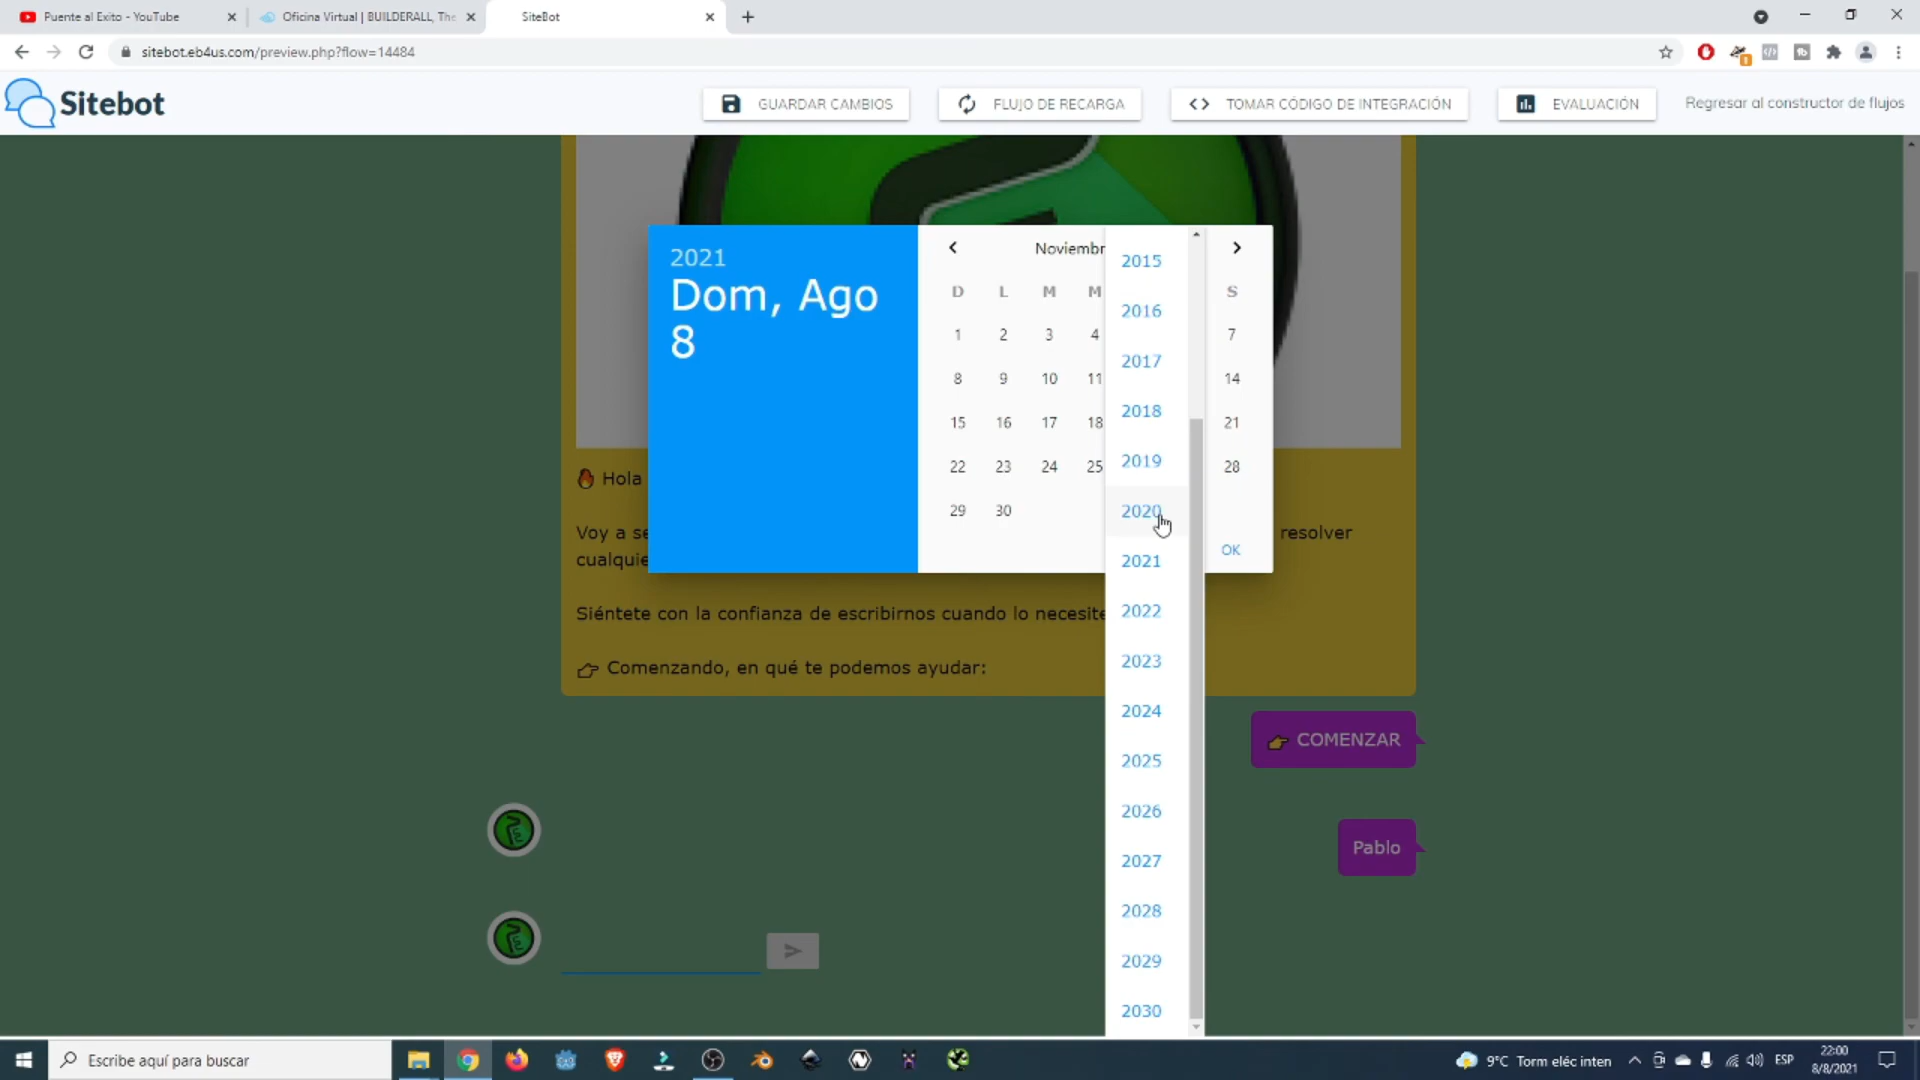 Puente al Exito - YouTube
Oficina Virtual | BUILDERALL, The
SiteBot
sitebot.eb4us.com/preview.php?flow=14484
Sitebot
GUARDAR CAMBIOS
FLUJO DE RECARGA
TOMAR CÓDIGO DE INTEGRACIÓN
EVALUACIÓN
Regresar al constructor de flujos
2021
Dom, Ago
8
Noviembr
D L M M S
1 2 3 4 7
8 9 10 11 14
15 16 17 18 21
22 23 24 25 28
29 30
OK
2015
2016
2017
2018
2019
2020
2021
2022
2023
2024
2025
2026
2027
2028
2029
2030
Hola
Voy a se resolver
cualquie
Siéntete con la confianza de escribirnos cuando lo necesite
Comenzando, en qué te podemos ayudar:
COMENZAR
Pablo
Escribe aquí para buscar
9°C Torm eléc inten
ESP
22:00
8/8/2021